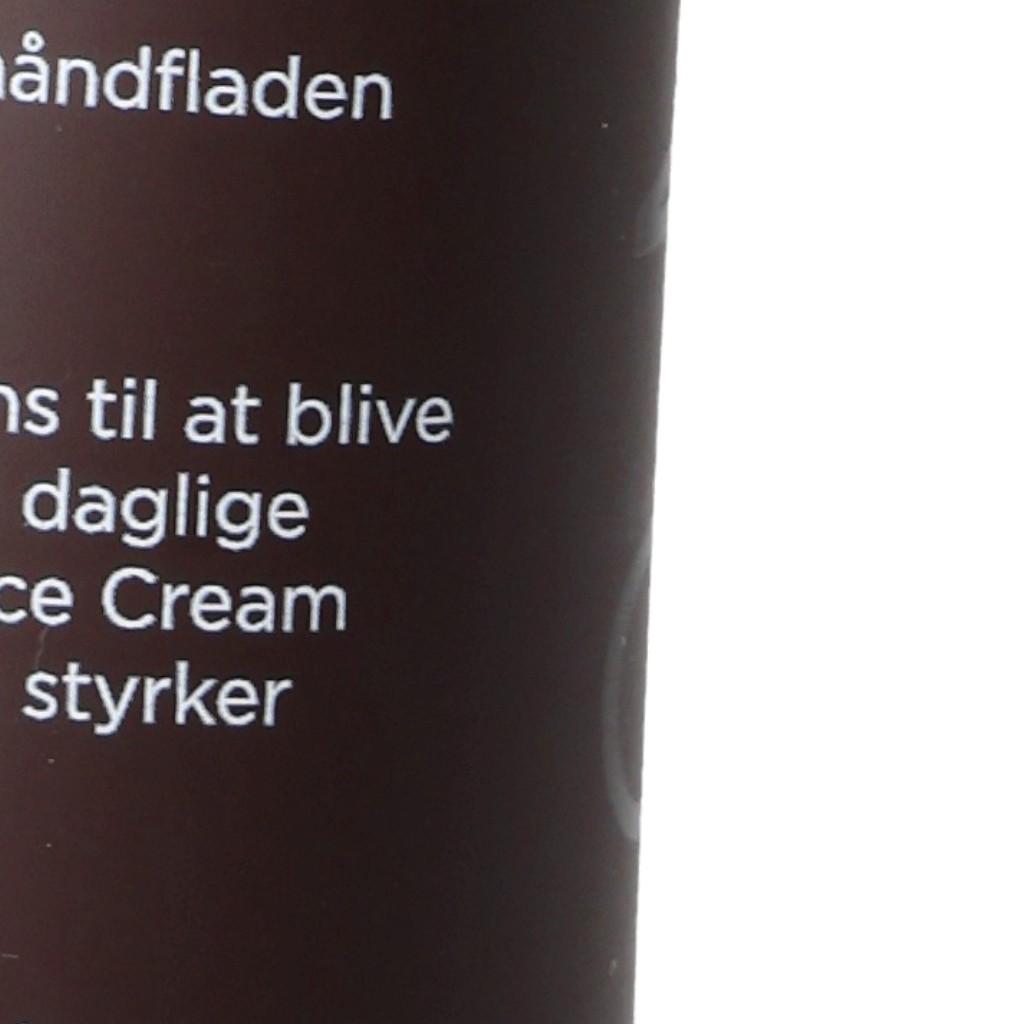 håndfladen
ns til at blive
daglige
ce Cream
styrker